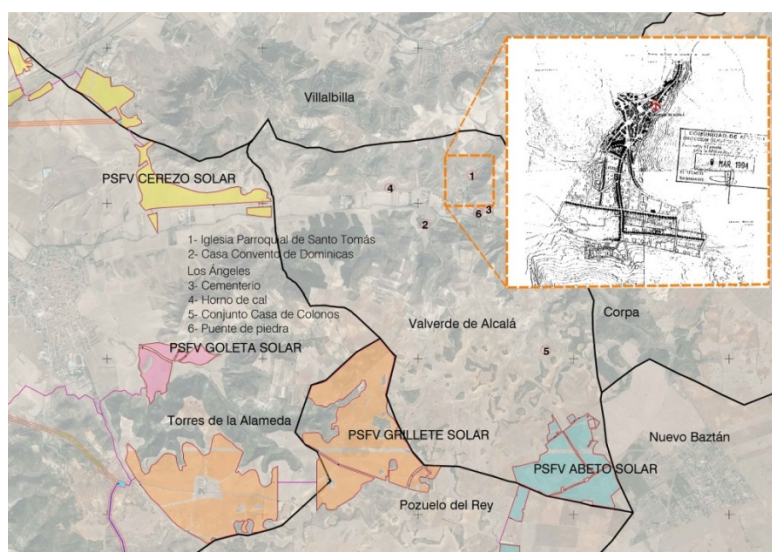 Villalbilla
PSFV CEREZO SOLAR
1
4
3
6
2
1- Iglesia Parroquial de Santo Tomás
2- Casa Convento de Dominicas
Los Ángeles
3- Cementerio
4- Horno de cal
5- Conjunto Casa de Colonos
6- Puente de piedra
Valverde de Alcalá
Corpa
PSFV GOLETA SOLAR
5
Torres de la Alameda
PSFV GRILLETE SOLAR
Nuevo Baztán
PSFV ABETO SOLAR
Pozuelo del Rey
COMUNIDAD DE
MAR. 1994